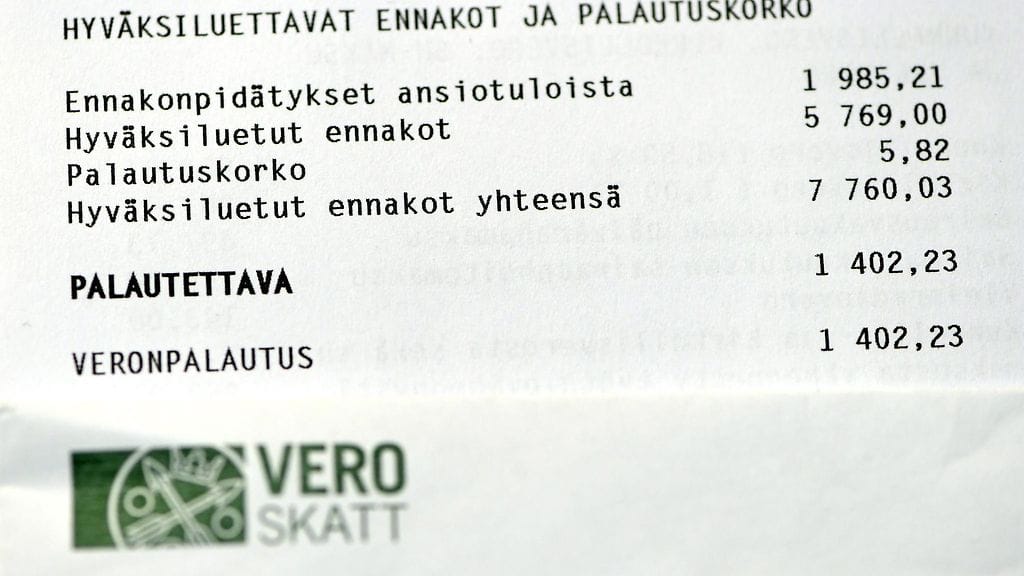 HYVÄKSILUETTAVAT ENNAKOT JA PALAUTUSKORKO
Ennakonpidätykset ansiotuloista 1 985,21
Hyväksiluetut ennakot 5 769,00
Palautuskorko 5,82
Hyväksiluetut ennakot yhteensä 7 760,03
PALAUTETTAVA 1 402,23
VERONPALAUTUS 1 402,23
VERO
SKATT